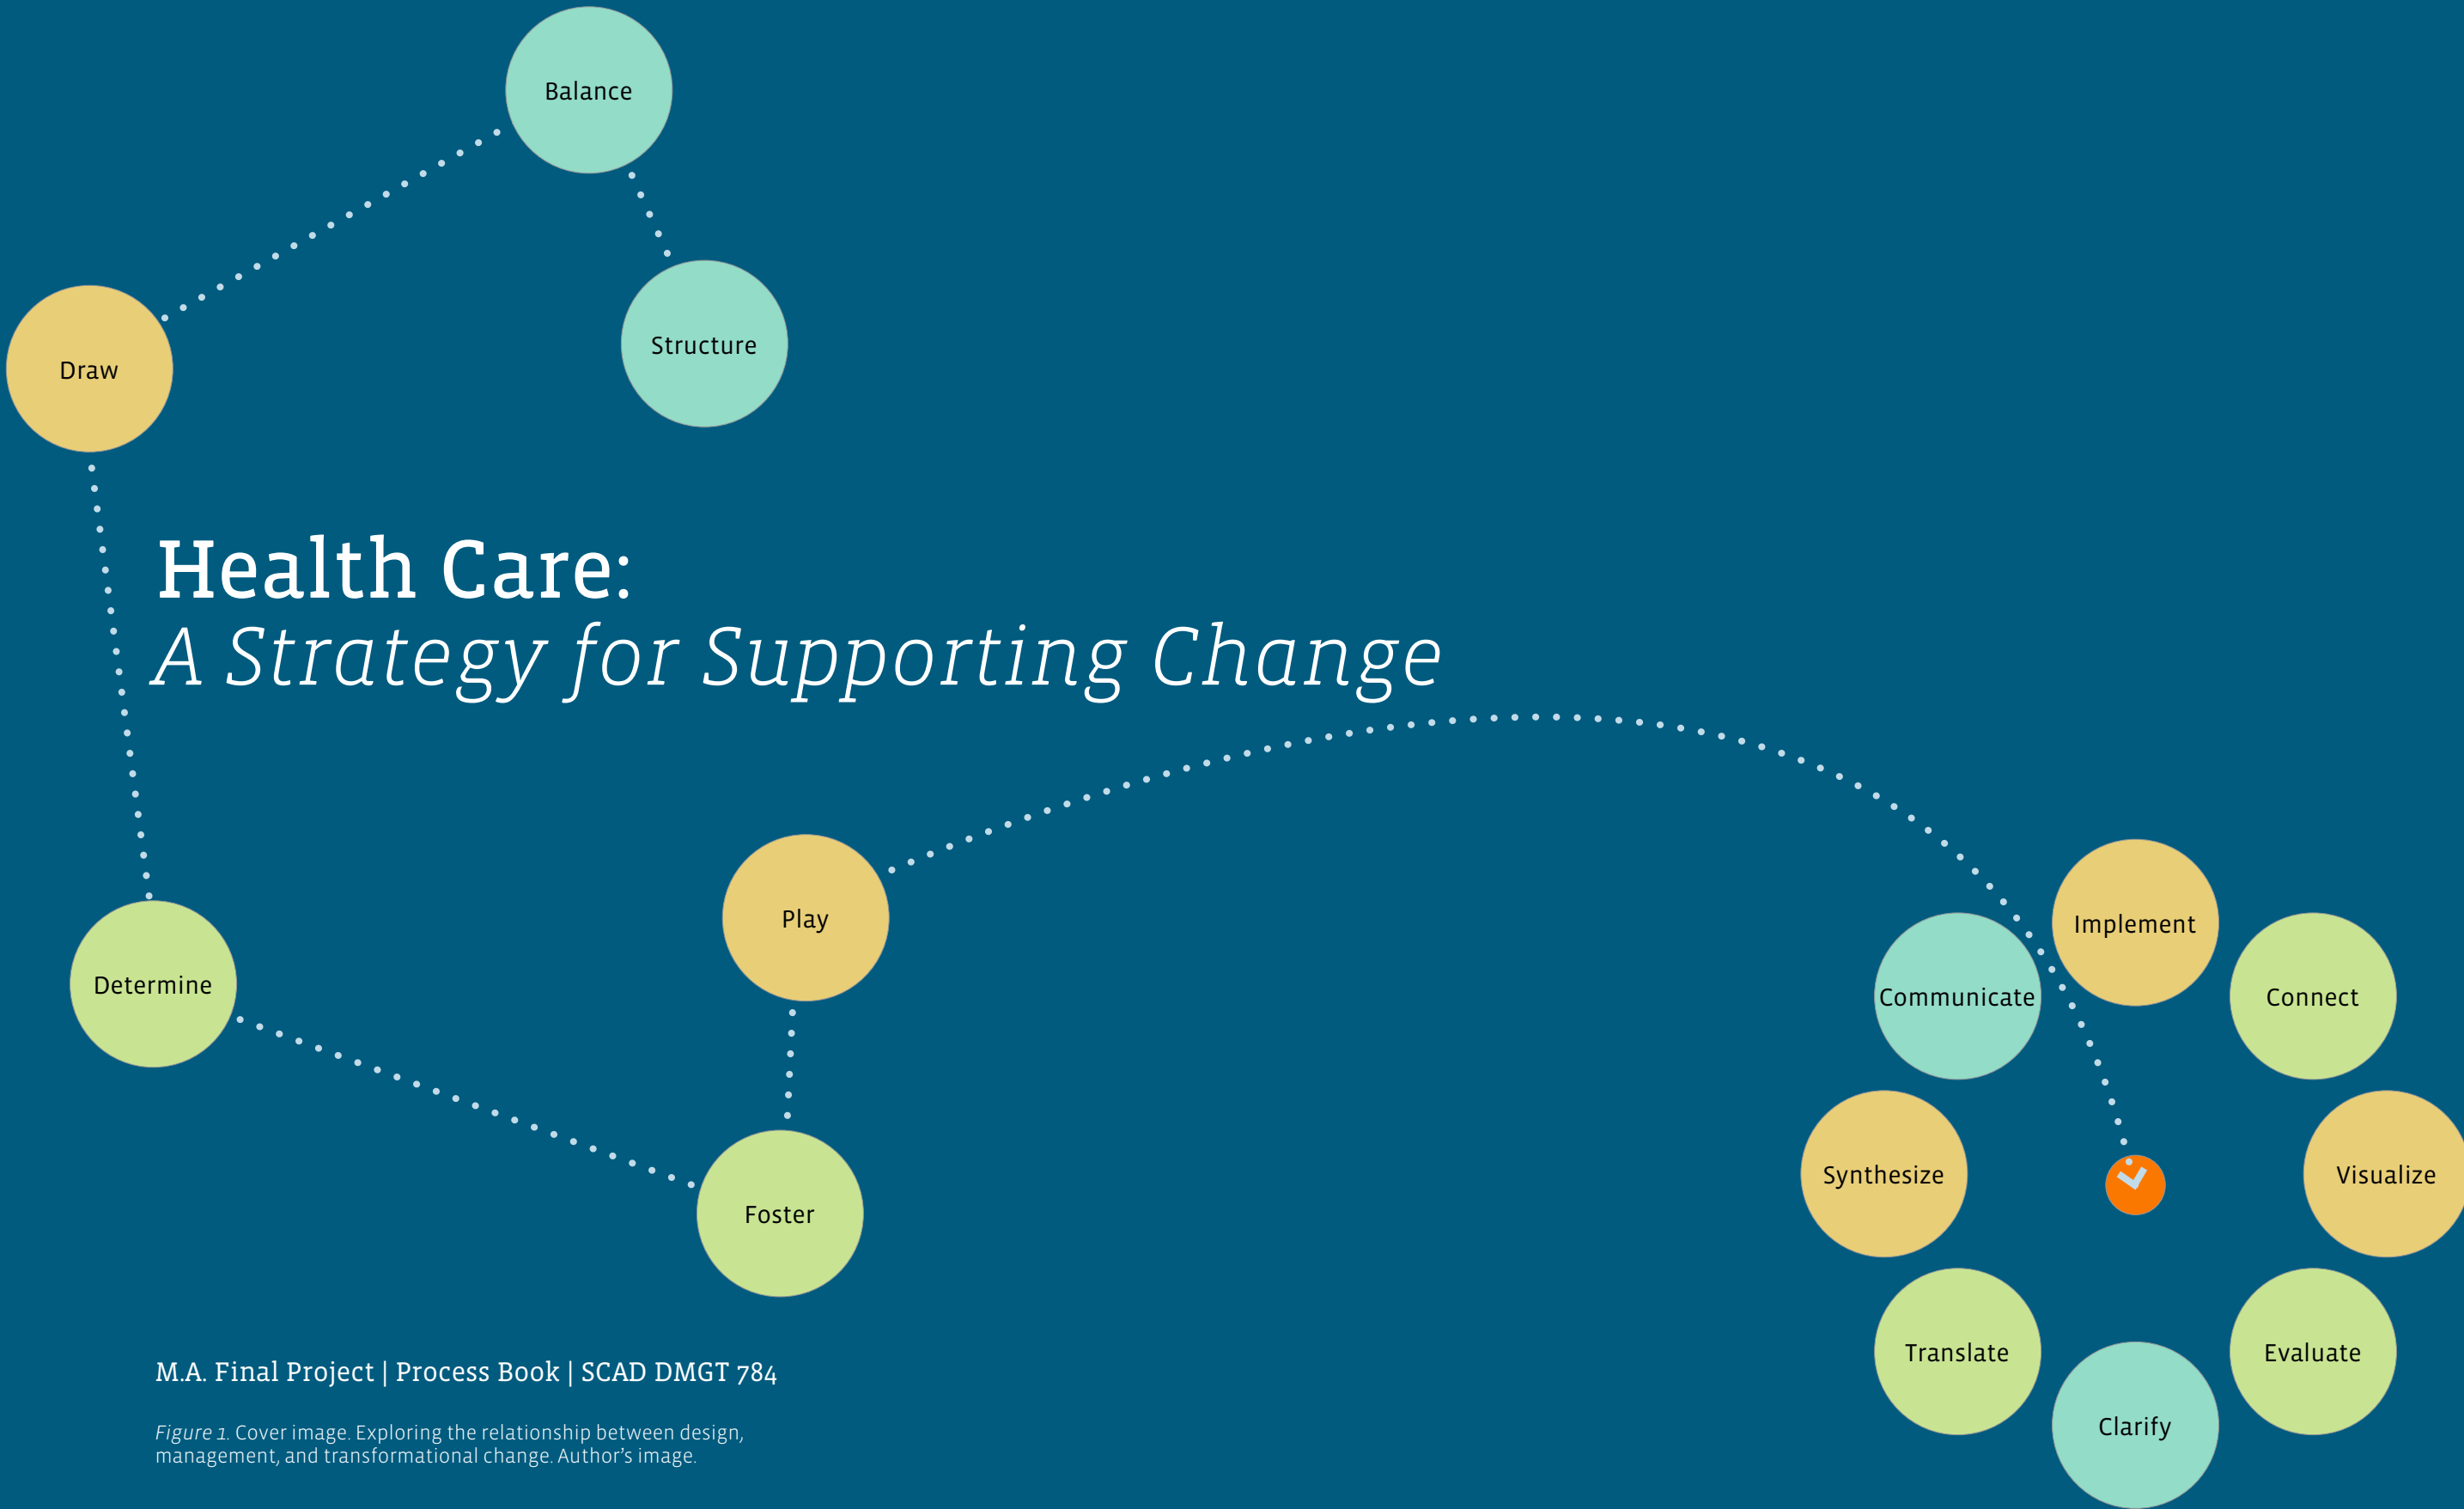 Balance
Structure
Draw
Health Care:
A Strategy for Supporting Change
Play
Implement
Determine
Communicate
Connect
Synthesize
Visualize
Foster
Translate
Evaluate
Clarify
M.A. Final Project | Process Book | SCAD DMGT 784
Figure 1. Cover image. Exploring the relationship between design,
management, and transformational change. Author’s image.